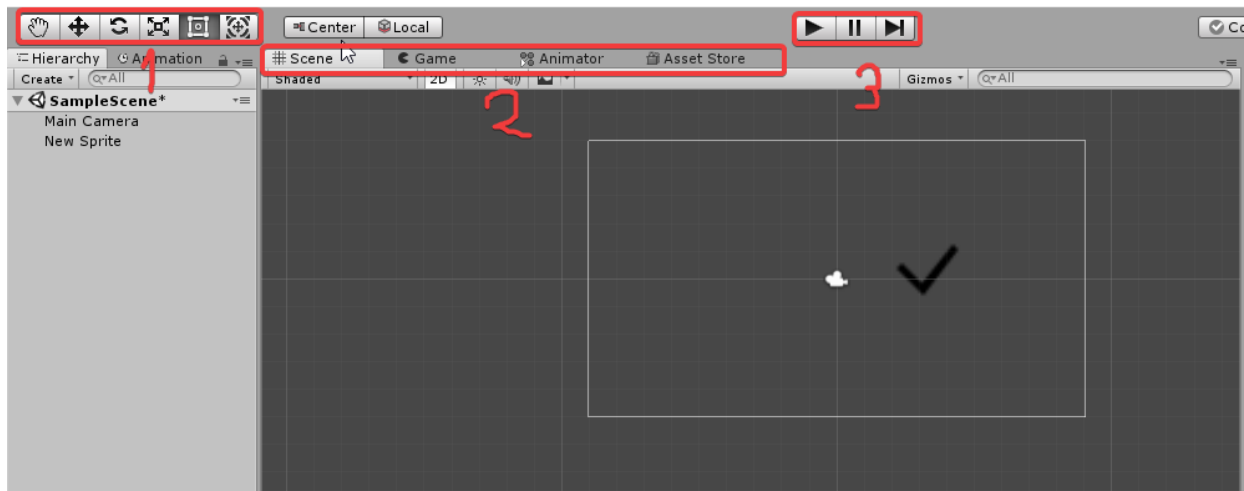 Center Local Co
Hierarchy Animation Scene Game Animator Asset Store
Create All Shaded 2D Gizmos All
1 2 3
SampleScene*
Main Camera
New Sprite